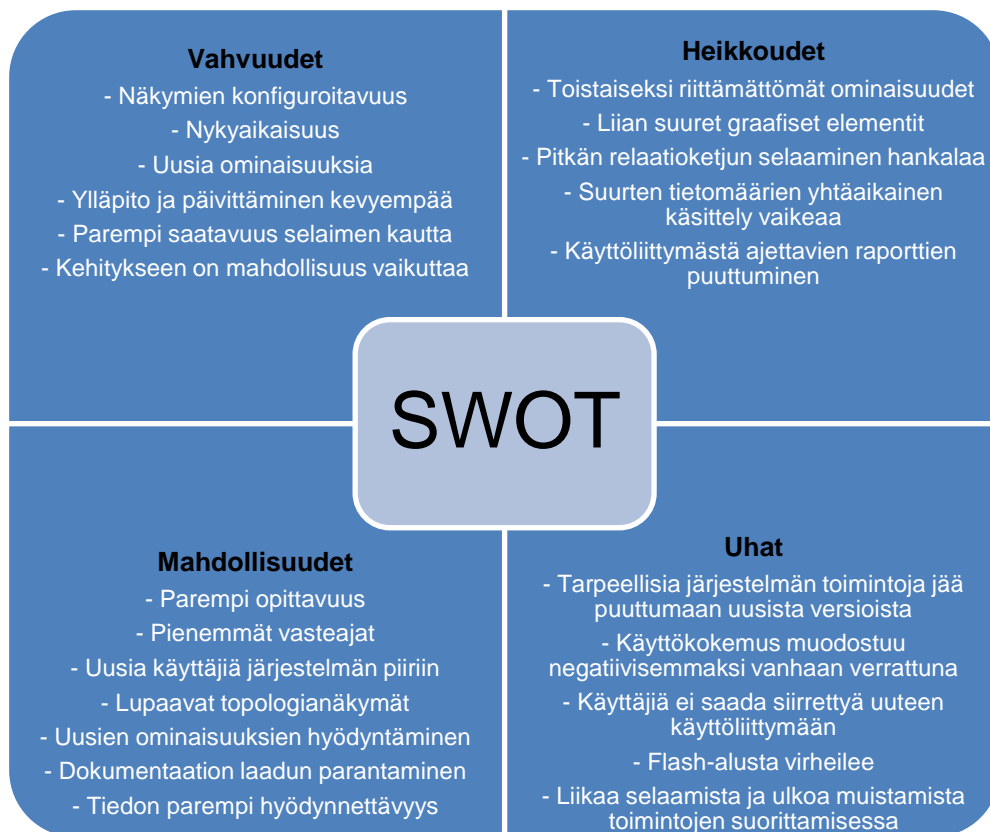 Vahvuudet
- Näkymien konfiguroitavuus
- Nykyaikaisuus
- Uusia ominaisuuksia
- Ylläpito ja päivittäminen kevyempää
- Parempi saatavuus selaimen kautta
- Kehitykseen on mahdollisuus vaikuttaa
Heikkoudet
- Toistaiseksi riittämättömät ominaisuudet
- Liian suuret graafiset elementit
- Pitkän relaatioketjun selaaminen hankalaa
- Suurten tietomäärien yhtäaikainen
käsittely vaikeaa
- Käyttöliittymästä ajettavien raporttien
puuttuminen
SWOT
Mahdollisuudet
- Parempi opittavuus
- Pienemmät vasteajat
- Uusia käyttäjiä järjestelmän piiriin
- Lupaavat topologianäkymät
- Uusien ominaisuuksien hyödyntäminen
- Dokumentaation laadun parantaminen
- Tiedon parempi hyödynnettävyys
Uhat
- Tarpeellisia järjestelmän toimintoja jää
puuttumaan uusista versioista
- Käyttökokemus muodostuu
negatiivisemmaksi vanhaan verrattuna
- Käyttäjiä ei saada siirrettyä uuteen
käyttöliittymään
- Flash-alusta virheilee
- Liikaa selaamista ja ulkoa muistamista
toimintojen suorittamisessa